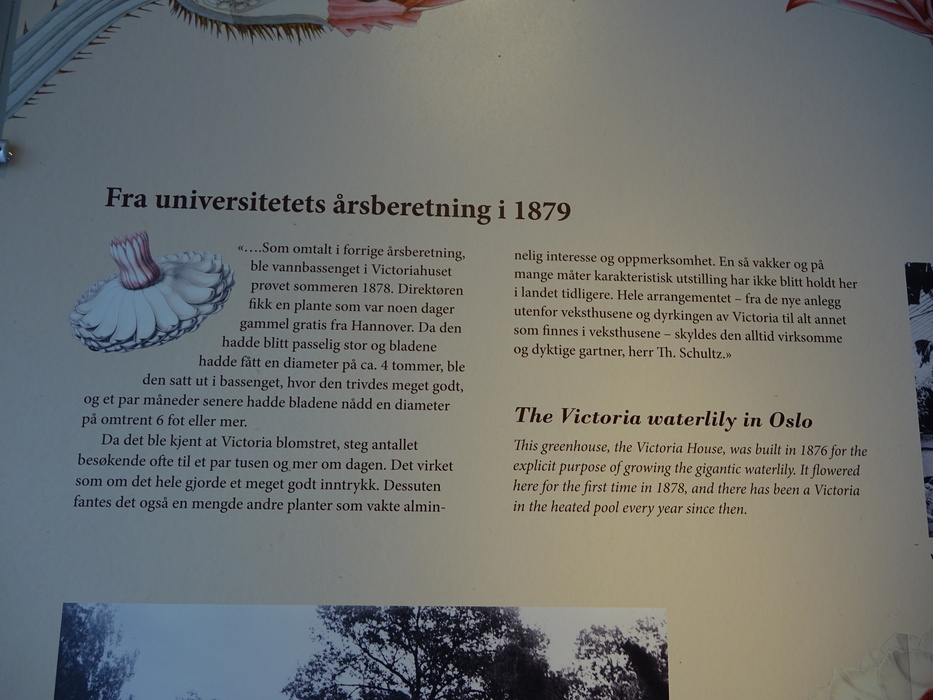 Fra universitetets årsberetning i 1879
«….Som omtalt i forrige årsberetning,
ble vannbassenget i Victoriahuset
prøvet sommeren 1878. Direktøren
fikk en plante som var noen dager
gammel gratis fra Hannover. Da den
hadde blitt passelig stor og bladene
hadde fått en diameter på ca. 4 tommer, ble
den satt ut i bassenget, hvor den trivdes meget godt,
og et par måneder senere hadde bladene nådd en diameter
på omtrent 6 fot eller mer.
Da det ble kjent at Victoria blomstret, steg antallet
besøkende ofte til et par tusen og mer om dagen. Det virket
som om det hele gjorde et meget godt inntrykk. Dessuten
fantes det også en mengde andre planter som vakte almin-
nelig interesse og oppmerksomhet. En så vakker og på
mange måter karakteristisk utstilling har ikke blitt holdt her
i landet tidligere. Hele arrangementet – fra de nye anlegg
utenfor veksthusene og dyrkingen av Victoria til alt annet
som finnes i veksthusene – skyldes den alltid virksomme
og dyktige gartner, herr Th. Schultz.»
The Victoria waterlily in Oslo
This greenhouse, the Victoria House, was built in 1876 for the
explicit purpose of growing the gigantic waterlily. It flowered
here for the first time in 1878, and there has been a Victoria
in the heated pool every year since then.